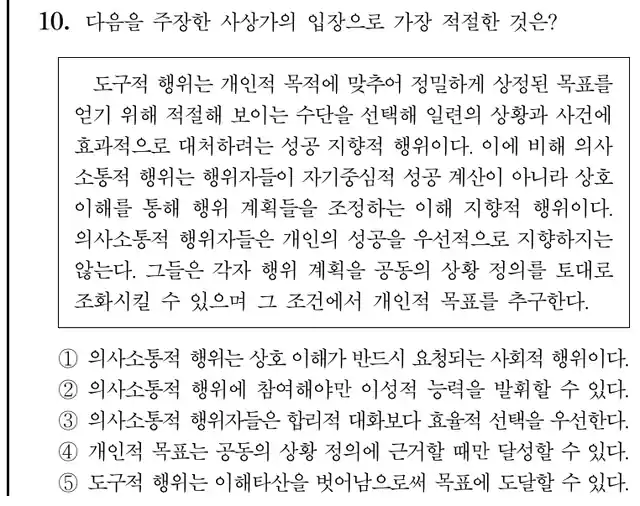 10. 다음을 주장한 사상가의 입장으로 가장 적절한 것은?
도구적 행위는 개인적 목적에 맞추어 정밀하게 상정된 목표를
얻기 위해 적절해 보이는 수단을 선택해 일련의 상황과 사건에
효과적으로 대처하려는 성공 지향적 행위이다. 이에 비해 의사
소통적 행위는 행위자들이 자기중심적 성공 계산이 아니라 상호
이해를 통해 행위 계획들을 조정하는 이해 지향적 행위이다.
의사소통적 행위자들은 개인의 성공을 우선적으로 지향하지는
않는다. 그들은 각자 행위 계획을 공동의 상황 정의를 토대로
조화시킬 수 있으며 그 조건에서 개인적 목표를 추구한다.
① 의사소통적 행위는 상호 이해가 반드시 요청되는 사회적 행위이다.
② 의사소통적 행위에 참여해야만 이성적 능력을 발휘할 수 있다.
③ 의사소통적 행위자들은 합리적 대화보다 효율적 선택을 우선한다.
④ 개인적 목표는 공동의 상황 정의에 근거할 때만 달성할 수 있다.
⑤ 도구적 행위는 이해타산을 벗어남으로써 목표에 도달할 수 있다.